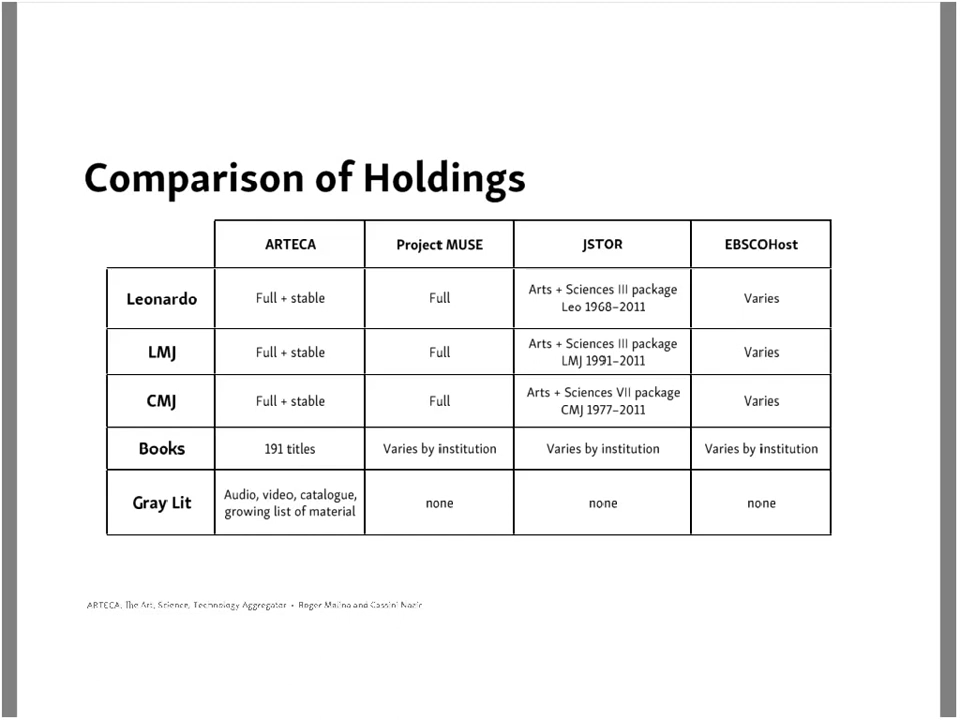 Comparison of Holdings
ARTECA Project MUSE JSTOR EBSCOHost
Leonardo Full + stable Full Arts + Sciences III package Varies
Leo 1968–2011
LMJ Full + stable Full Arts + Sciences III package Varies
LMJ 1991–2011
CMJ Full + stable Full Arts + Sciences VII package Varies
CMJ 1977–2011
Books 191 titles Varies by institution Varies by institution Varies by institution
Gray Lit Audio, video, catalogue, none none none
growing list of material
ARTECA, The Art, Science, Technology Aggregator • Roger Malina and Cassini Nazir